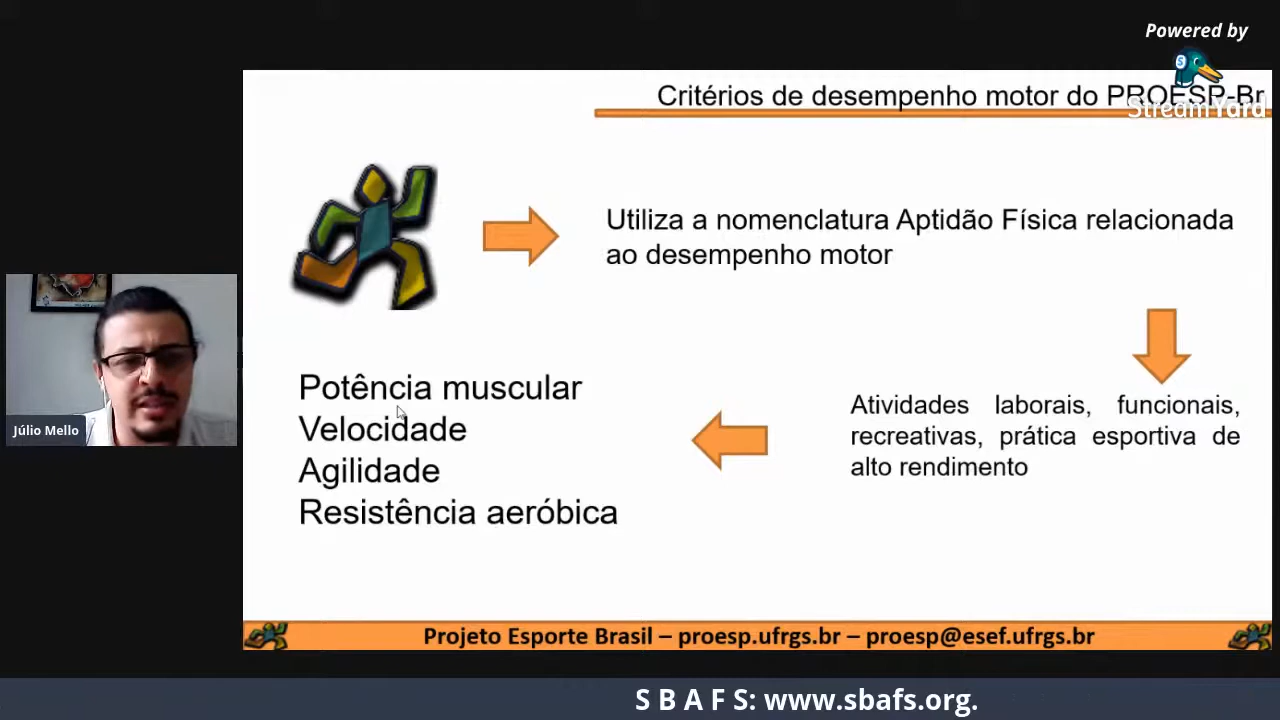 Powered by
StreamYard
Critérios de desempenho motor do PROESP-Br
Utiliza a nomenclatura Aptidão Física relacionada
ao desempenho motor
Atividades laborais, funcionais,
recreativas, prática esportiva de
alto rendimento
Potência muscular
Velocidade
Agilidade
Resistência aeróbica
Júlio Mello
Projeto Esporte Brasil – proesp.ufrgs.br – proesp@esef.ufrgs.br
S B A F S: www.sbafs.org.